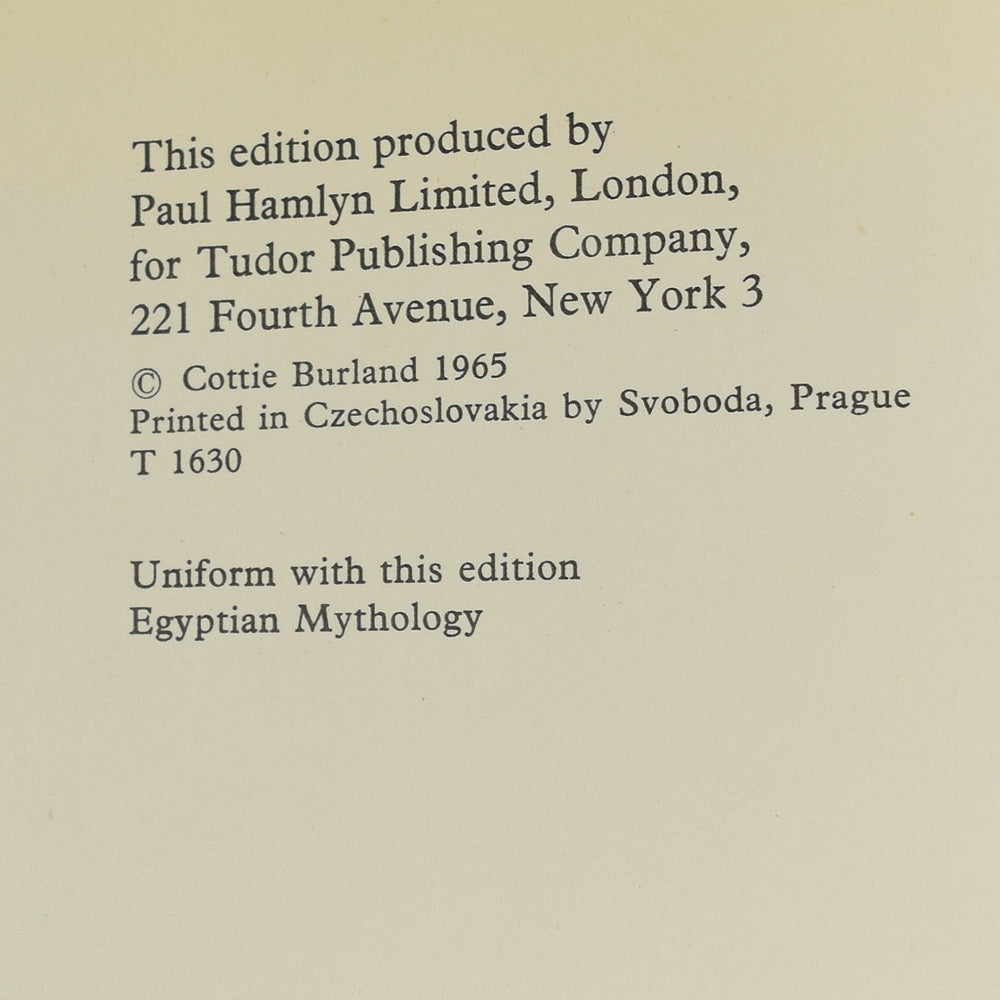 This edition produced by
Paul Hamlyn Limited, London,
for Tudor Publishing Company,
221 Fourth Avenue, New York 3
© Cottie Burland 1965
Printed in Czechoslovakia by Svoboda, Prague
T 1630
Uniform with this edition
Egyptian Mythology